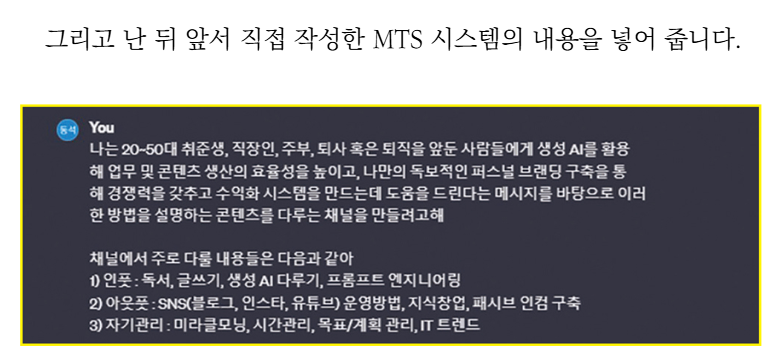 그리고 난 뒤 앞서 직접 작성한 MTS 시스템의 내용을 넣어 줍니다.
동석
You
나는 20~50대 취준생, 직장인, 주부, 퇴사 혹은 퇴직을 앞둔 사람들에게 생성 AI를 활용
해 업무 및 콘텐츠 생산의 효율성을 높이고, 나만의 독보적인 퍼스널 브랜딩 구축을 통
해 경쟁력을 갖추고 수익화 시스템을 만드는데 도움을 드린다는 메시지를 바탕으로 이러
한 방법을 설명하는 콘텐츠를 다루는 채널을 만들려고해
채널에서 주로 다룰 내용들은 다음과 같아
1) 인풋 : 독서, 글쓰기, 생성 AI 다루기, 프롬프트 엔지니어링
2) 아웃풋 : SNS(블로그, 인스타, 유튜브) 운영방법, 지식창업, 패시브 인컴 구축
3) 자기관리 : 미라클모닝, 시간관리, 목표/계획 관리, IT 트렌드